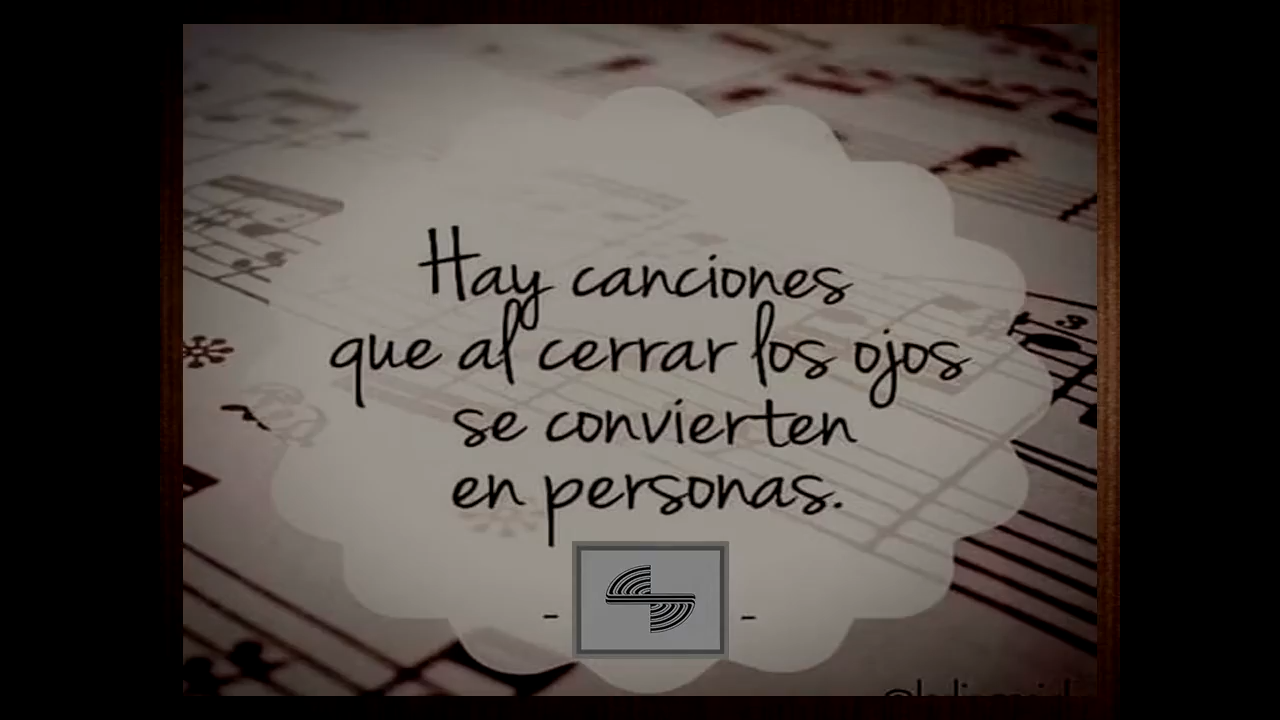 Hay canciones
que al cerrar los ojos
se convierten
en personas.
- -